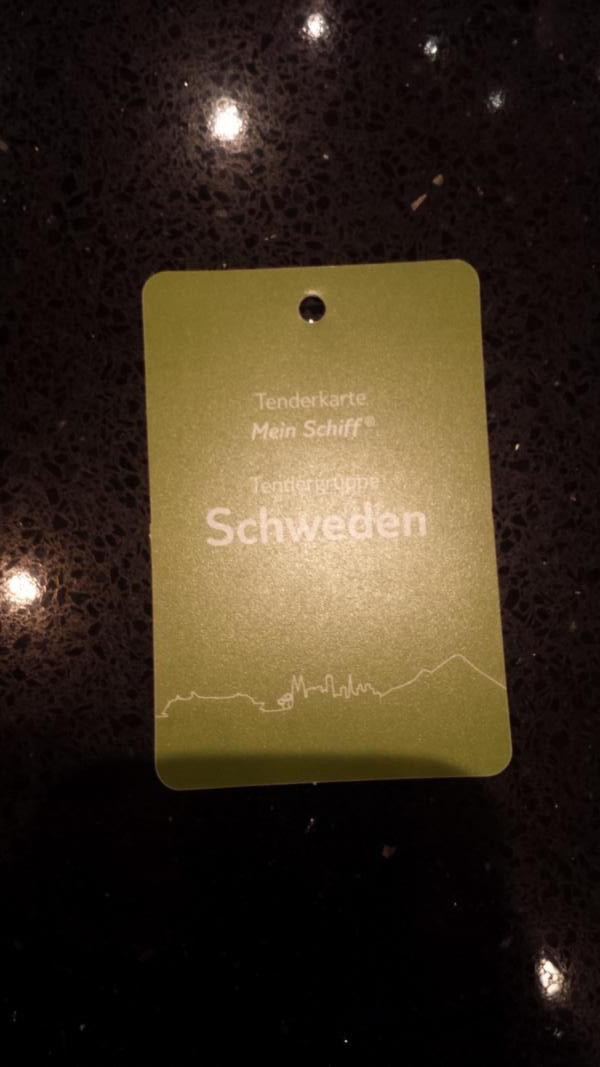 Tenderkarte
Mein Schiff®
Tendergruppe
Schweden